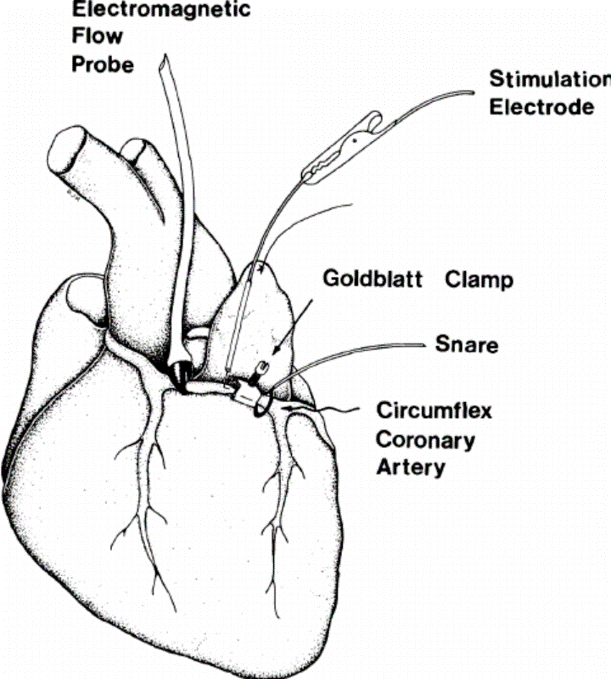 Electromagnetic
Flow
Probe
Stimulation
Electrode
Goldblatt Clamp
Snare
Circumflex
Coronary
Artery